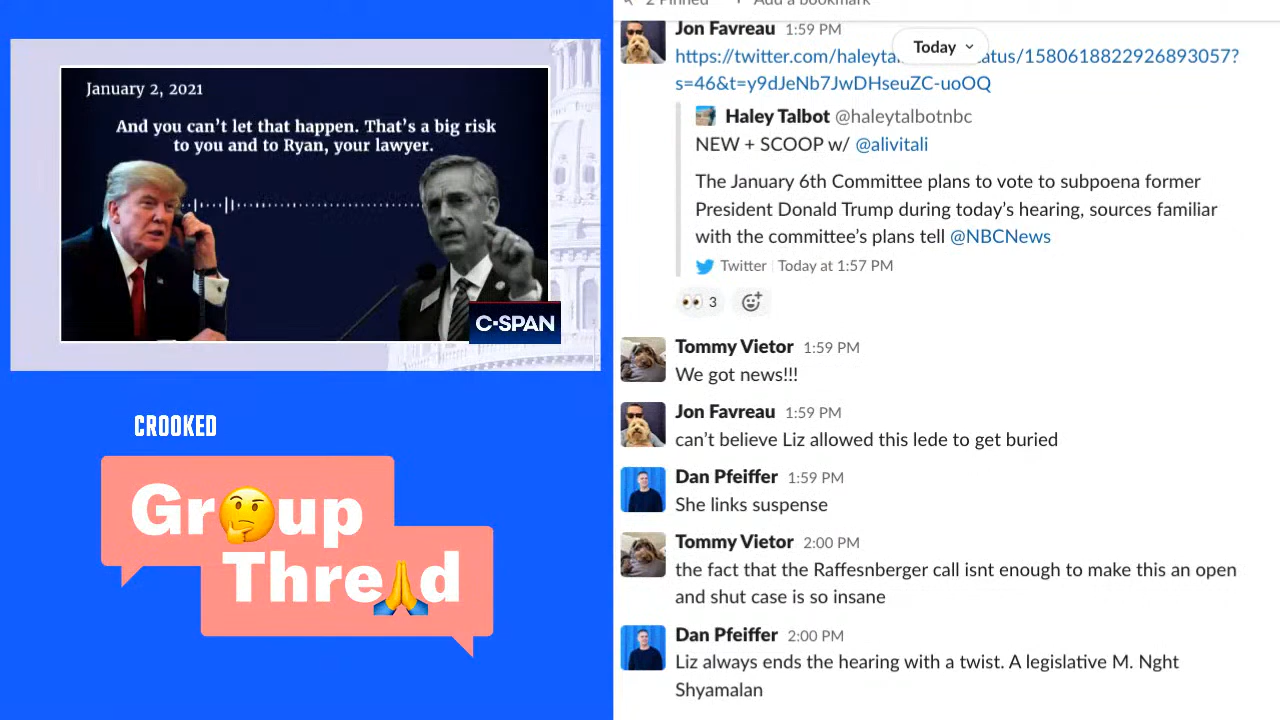 January 2, 2021
And you can't let that happen. That's a big risk
to you and to Ryan, your lawyer.
C-SPAN
CROOKED
Gr🤔up
Thre🙏d
2 Pinned
Add a bookmark
Jon Favreau 1:59 PM
Today
https://twitter.com/haleyta atus/1580618822926893057?
s=46&t=y9dJeNb7JwDHseuZC-uoOQ
Haley Talbot @haleytalbotnbc
NEW + SCOOP w/ @alivitali
The January 6th Committee plans to vote to subpoena former
President Donald Trump during today's hearing, sources familiar
with the committee's plans tell @NBCNews
Twitter | Today at 1:57 PM
👀 3
Tommy Vietor 1:59 PM
We got news!!!
Jon Favreau 1:59 PM
can't believe Liz allowed this lede to get buried
Dan Pfeiffer 1:59 PM
She links suspense
Tommy Vietor 2:00 PM
the fact that the Raffesnberger call isnt enough to make this an open
and shut case is so insane
Dan Pfeiffer 2:00 PM
Liz always ends the hearing with a twist. A legislative M. Nght
Shyamalan